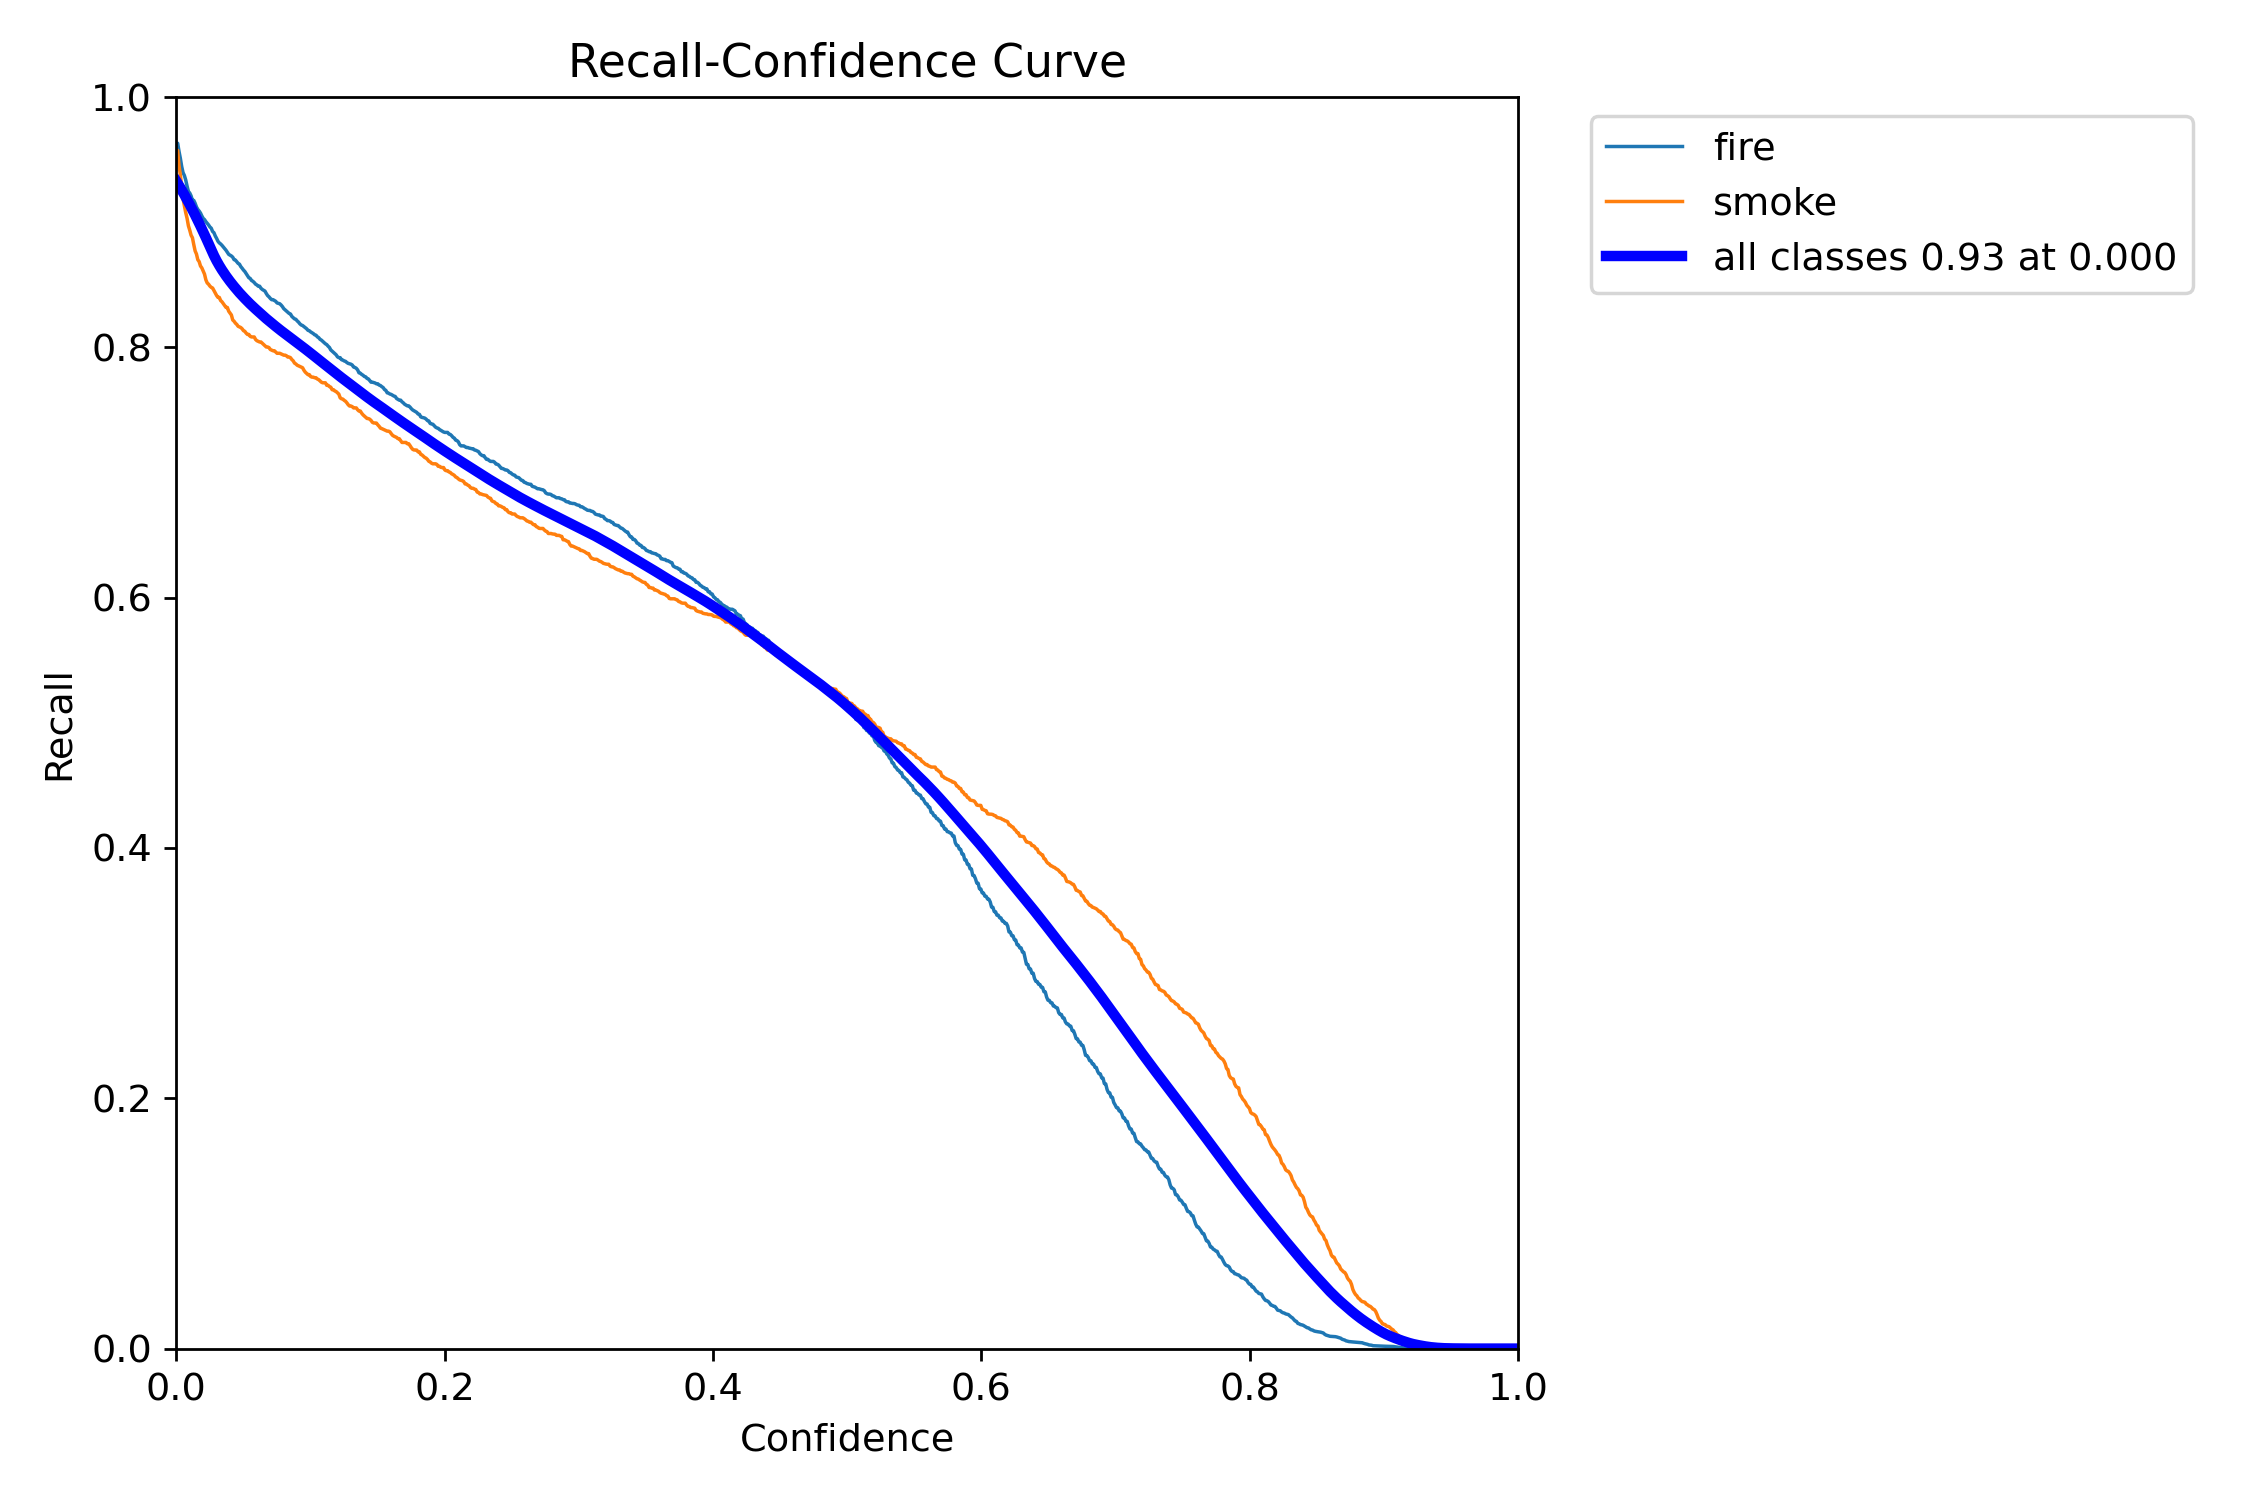 Recall-Confidence Curve
1.0
0.8
0.6
0.4
0.2
0.0
Recall
0.0 0.2 0.4 0.6 0.8 1.0
Confidence
fire
smoke
all classes 0.93 at 0.000